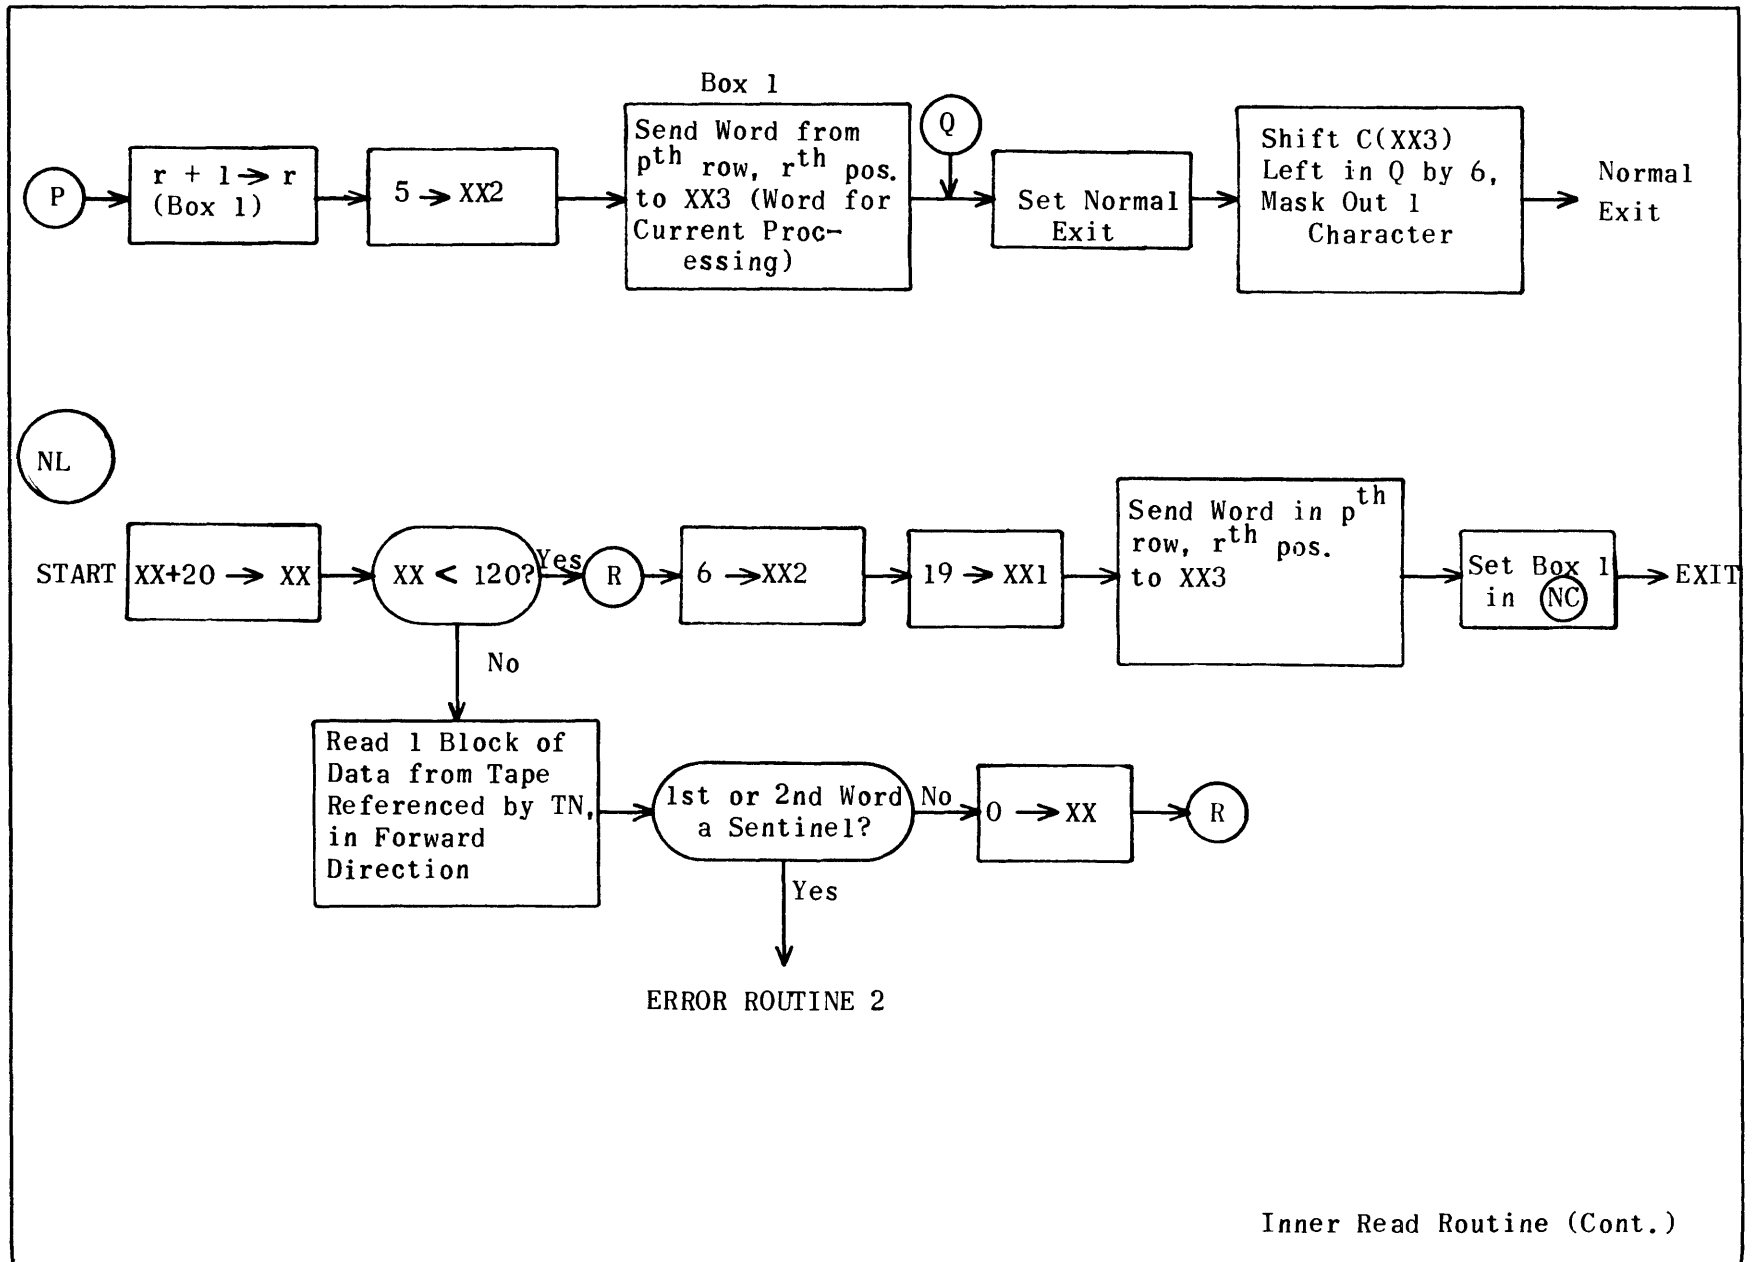 Box 1
P
r + 1 → r
(Box 1)
5 → XX2
Send Word from
pth row, rth pos.
to XX3 (Word for
Current Proc-
essing)
Q
Set Normal
Exit
Shift C(XX3)
Left in Q by 6,
Mask Out 1
Character
Normal
Exit
NL
START
XX+20 → XX
XX < 120?
Yes
R
6 → XX2
19 → XX1
Send Word in pth
row, rth pos.
to XX3
Set Box 1
in NC
EXIT
No
Read 1 Block of
Data from Tape
Referenced by TN,
in Forward
Direction
1st or 2nd Word
a Sentinel?
No
0 → XX
R
Yes
ERROR ROUTINE 2
Inner Read Routine (Cont.)